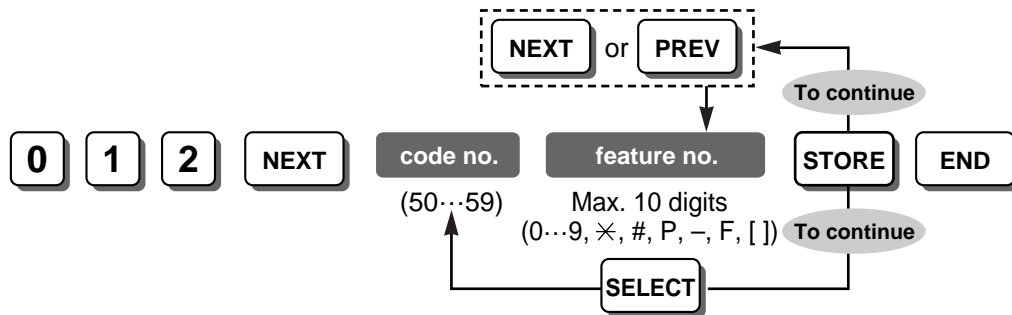 NEXT or PREV
To continue
0 1 2 NEXT code no. feature no. STORE END
(50···59) Max. 10 digits
(0···9, ✳, #, P, –, F, [ ]) To continue
SELECT